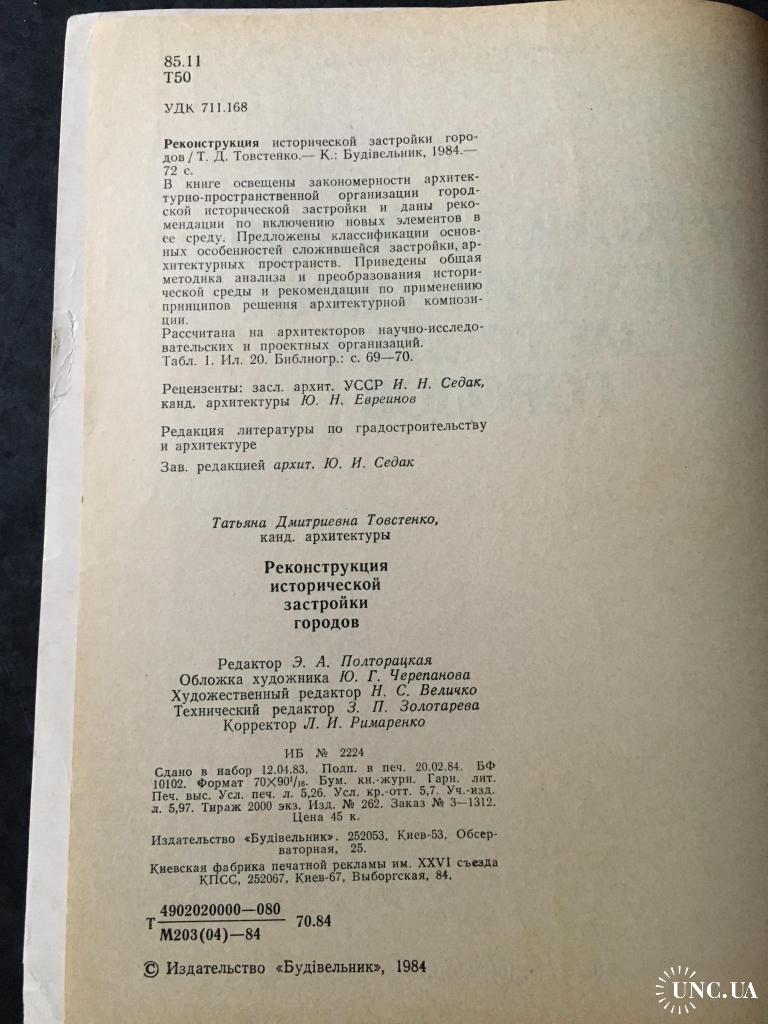 85.11
Т50
УДК 711.168
Реконструкция исторической застройки горо-
дов / Т. Д. Товстенко.— К.: Будівельник, 1984.—
72 с.
В книге освещены закономерности архитек-
турно-пространственной организации город-
ской исторической застройки и даны реко-
мендации по включению новых элементов в
ее среду. Предложены классификации основ-
ных особенностей сложившейся застройки, ар-
хитектурных пространств. Приведены общая
методика анализа и преобразования истори-
ческой среды и рекомендации по применению
принципов решения архитектурной компози-
ции.
Рассчитана на архитекторов научно-исследо-
вательских и проектных организаций.
Табл. 1. Ил. 20. Библиогр.: с. 69—70.
Рецензенты: засл. архит. УССР И. Н. Седак,
канд. архитектуры Ю. Н. Евреинов
Редакция литературы по градостроительству
и архитектуре
Зав. редакцией архит. Ю. И. Седак
Татьяна Дмитриевна Товстенко,
канд. архитектуры
Реконструкция
исторической
застройки
городов
Редактор Э. А. Полторацкая
Обложка художника Ю. Г. Черепанова
Художественный редактор Н. С. Величко
Технический редактор З. П. Золотарева
Корректор Л. И. Римаренко
ИБ № 2224
Сдано в набор 12.04.83. Подп. в печ. 20.02.84. БФ
10102. Формат 70×90¹/₁₆. Бум. кн.-журн. Гарн. лит.
Печ. выс. Усл. печ. л. 5,26. Усл. кр.-отт. 5,7. Уч.-изд.
л. 5,97. Тираж 2000 экз. Изд. № 262. Заказ № 3—1312.
Цена 45 к.
Издательство «Будівельник». 252053, Киев-53, Обсер-
ваторная, 25.
Киевская фабрика печатной рекламы им. XXVI съезда
КПСС, 252067, Киев-67, Выборгская, 84.
Т 4902020000—080 70.84
М203(04)—84
© Издательство «Будівельник», 1984
UNC.UA